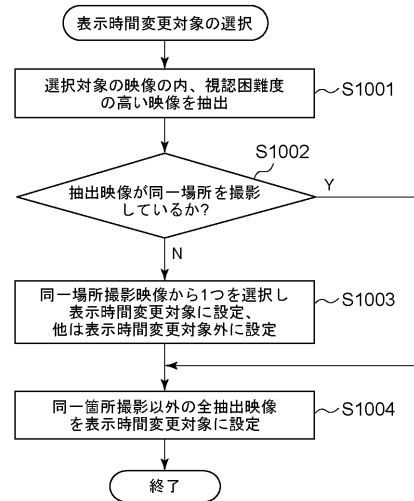 表示時間変更対象の選択
選択対象の映像の内、視認困難度
の高い映像を抽出
S1001
S1002
抽出映像が同一場所を撮影
しているか?
Y
N
同一場所撮影映像から1つを選択し
表示時間変更対象に設定、
他は表示時間変更対象外に設定
S1003
同一箇所撮影以外の全抽出映像
を表示時間変更対象に設定
S1004
終了